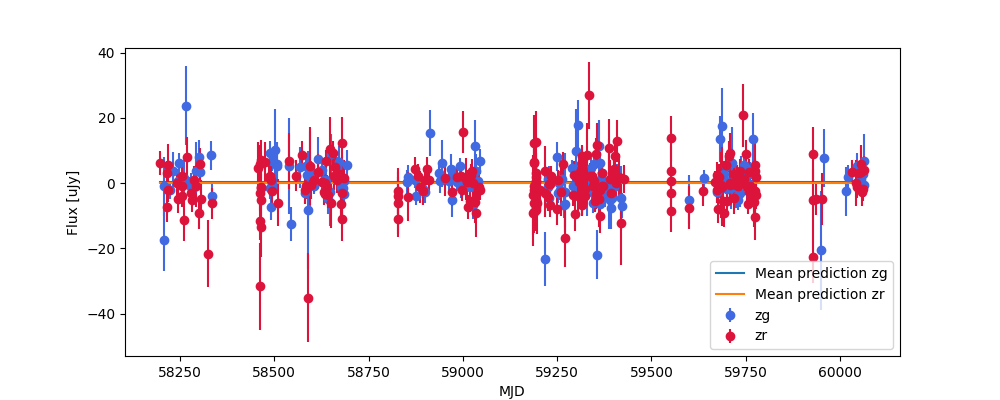 40
20
0
−20
−40
Flux [uJy]
58250
58500
58750
59000
59250
59500
59750
60000
MJD
Mean prediction zg
Mean prediction zr
zg
zr